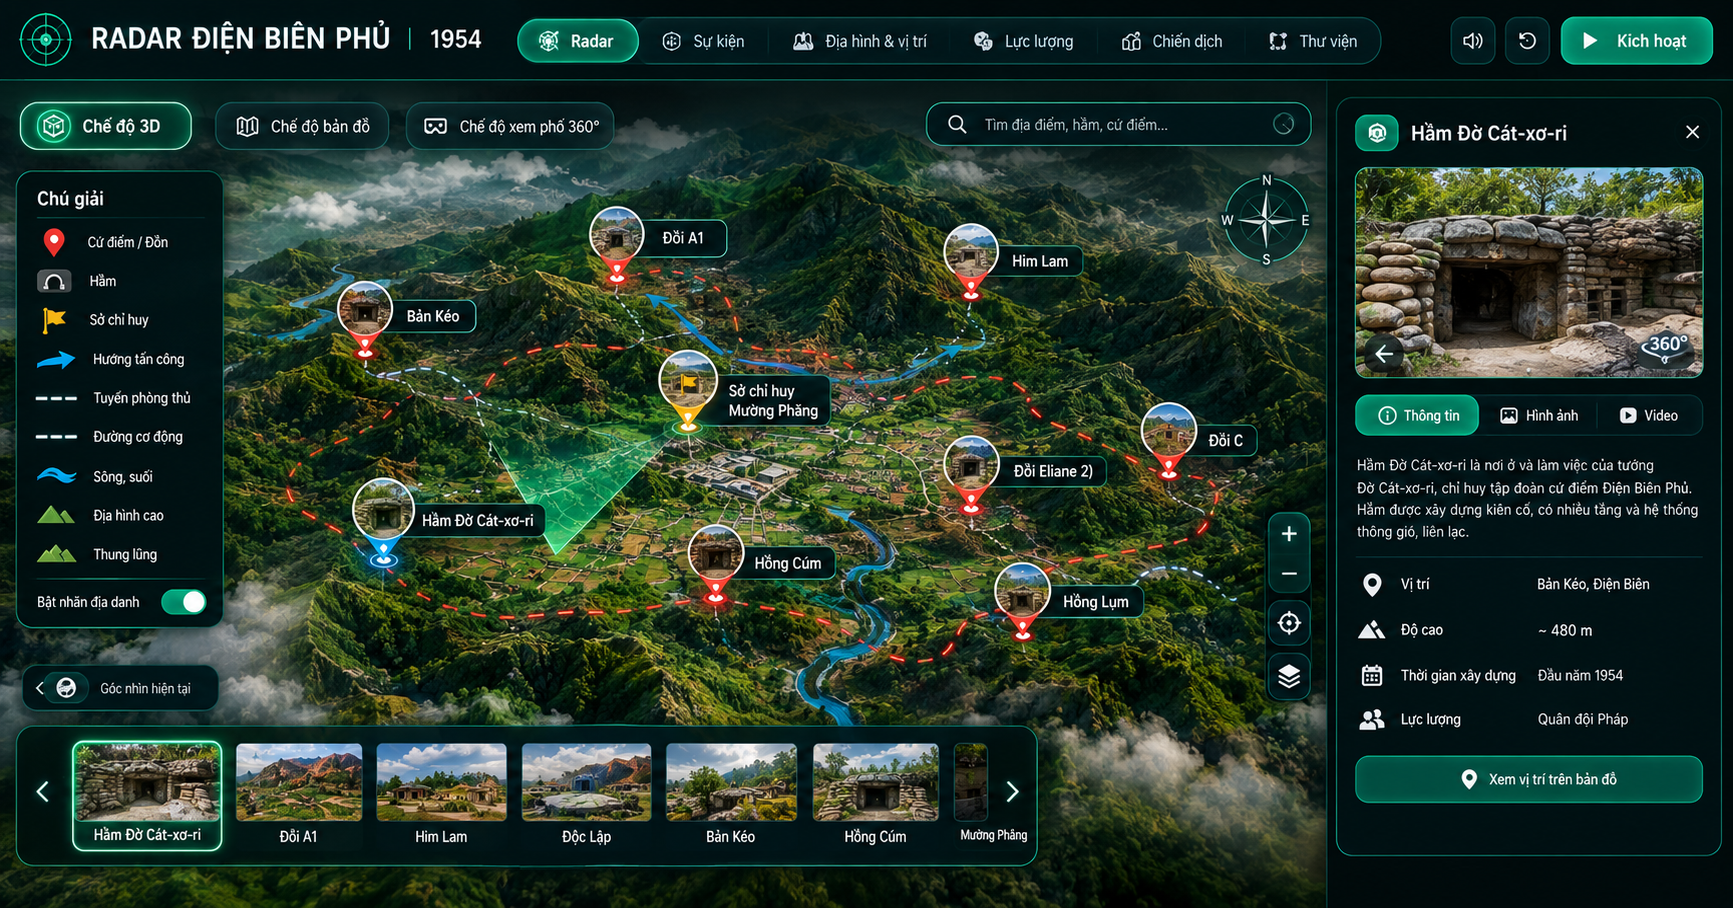 RADAR ĐIỆN BIÊN PHỦ | 1954
Radar
Sự kiện
Địa hình & vị trí
Lực lượng
Chiến dịch
Thư viện
Kich hoạt
Chế độ 3D
Chế độ bản đồ
Chế độ xem phố 360°
Tìm địa điểm, hầm, cứ điểm...
Chú giải
Cứ điểm / Đồn
Hầm
Sở chỉ huy
Hướng tấn công
Tuyến phòng thủ
Đường cơ động
Sông, suối
Địa hình cao
Thung lũng
Bật nhãn địa danh
Góc nhìn hiện tại
N
W
E
S
Đồi A1
Him Lam
Bản Kéo
Sở chỉ huy
Mường Phăng
Đồi C
Đồi Eliane 2)
Hầm Đờ Cát-xơ-ri
Hồng Cúm
Hồng Lụm
Hầm Đờ Cát-xơ-ri
Đồi A1
Him Lam
Độc Lập
Bản Kéo
Hồng Cúm
Mường Phâng
Hầm Đờ Cát-xơ-ri
360°
Thông tin
Hình ảnh
Video
Hầm Đờ Cát-xơ-ri là nơi ở và làm việc của tướng
Đờ Cát-xơ-ri, chỉ huy tập đoàn cứ điểm Điện Biên Phủ.
Hầm được xây dựng kiên cố, có nhiều tầng và hệ thống
thông gió, liên lạc.
Vị trí
Bản Kéo, Điện Biên
Độ cao
~ 480 m
Thời gian xây dựng
Đầu năm 1954
Lực lượng
Quân đội Pháp
Xem vị trí trên bản đồ